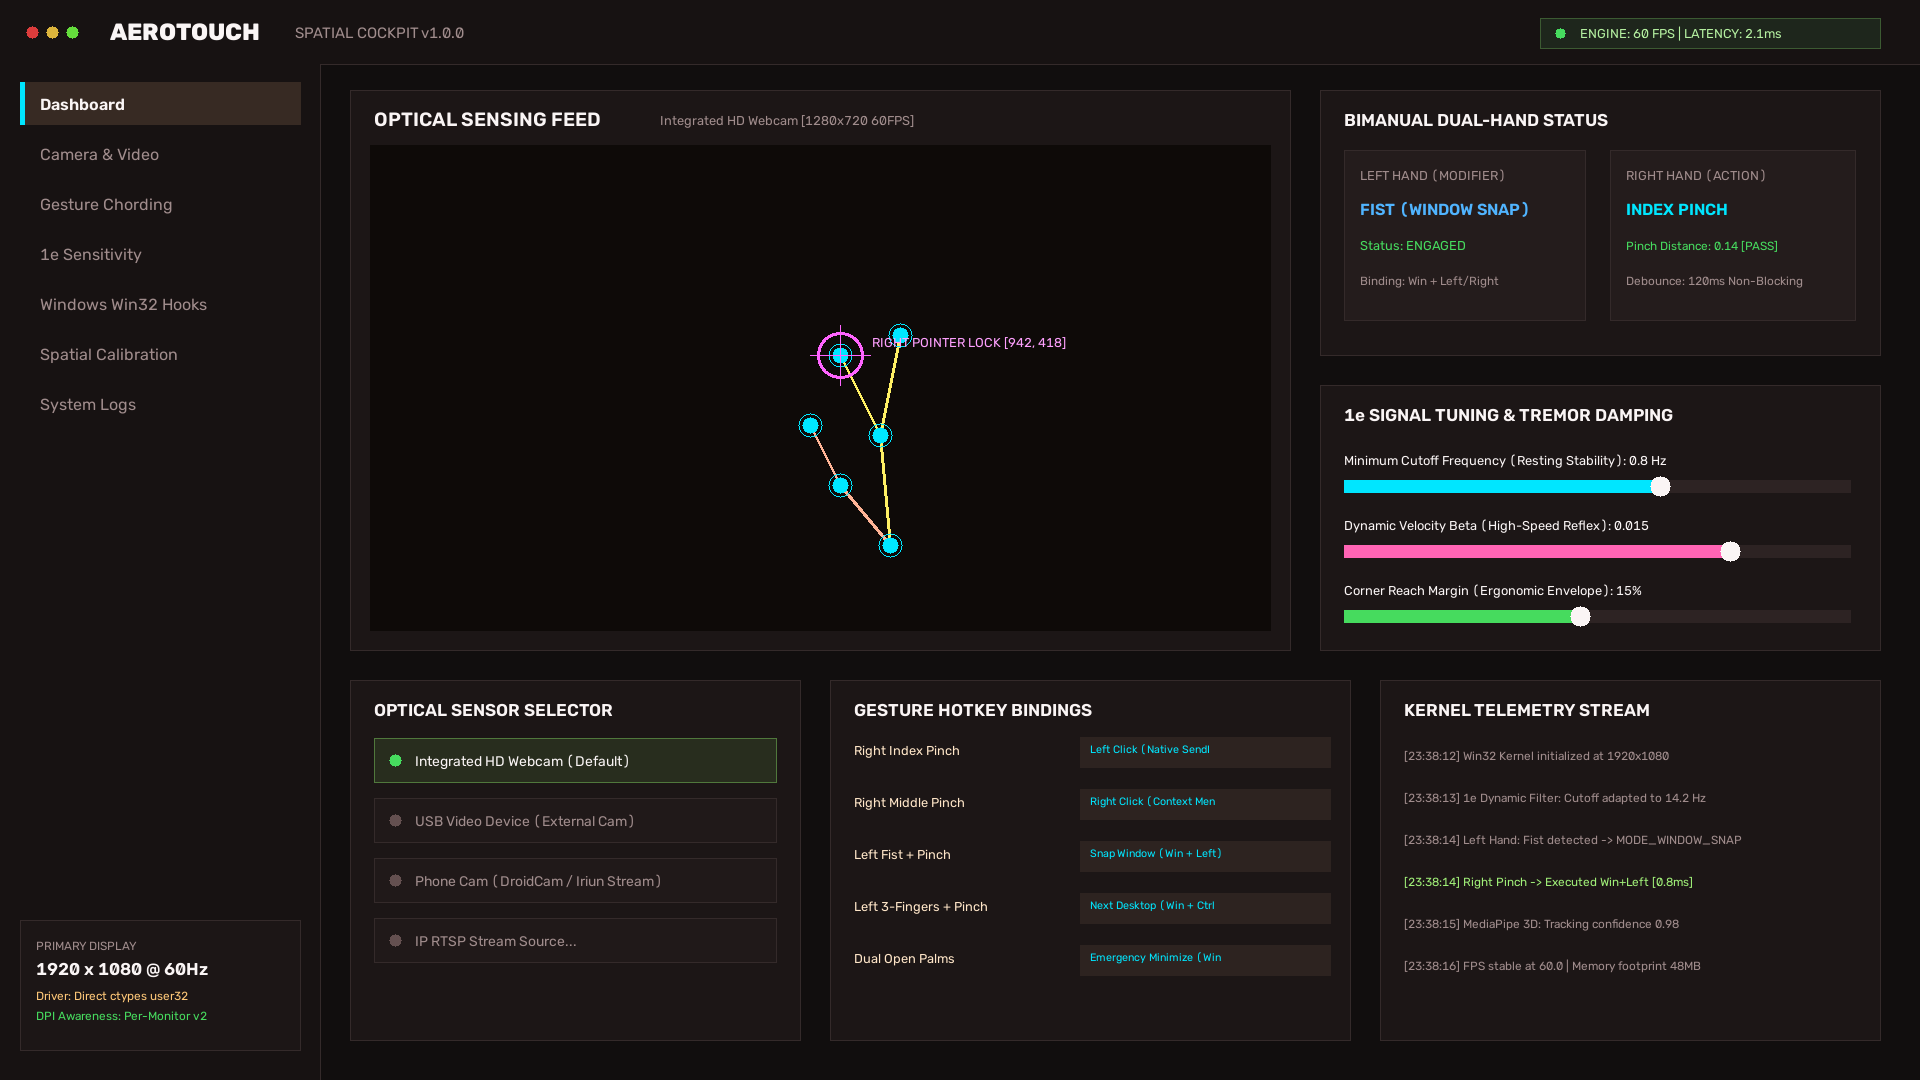 AEROTOUCH
SPATIAL COCKPIT v1.0.0
ENGINE: 60 FPS | LATENCY: 2.1ms
Dashboard
Camera & Video
Gesture Chording
1e Sensitivity
Windows Win32 Hooks
Spatial Calibration
System Logs
PRIMARY DISPLAY
1920 x 1080 @ 60Hz
Driver: Direct ctypes user32
DPI Awareness: Per-Monitor v2
OPTICAL SENSING FEED
Integrated HD Webcam [1280x720 60FPS]
RIGHT POINTER LOCK [942, 418]
BIMANUAL DUAL-HAND STATUS
LEFT HAND (MODIFIER)
FIST (WINDOW SNAP)
Status: ENGAGED
Binding: Win + Left/Right
RIGHT HAND (ACTION)
INDEX PINCH
Pinch Distance: 0.14 [PASS]
Debounce: 120ms Non-Blocking
1e SIGNAL TUNING & TREMOR DAMPING
Minimum Cutoff Frequency (Resting Stability): 0.8 Hz
Dynamic Velocity Beta (High-Speed Reflex): 0.015
Corner Reach Margin (Ergonomic Envelope): 15%
OPTICAL SENSOR SELECTOR
Integrated HD Webcam (Default)
USB Video Device (External Cam)
Phone Cam (DroidCam / Iriun Stream)
IP RTSP Stream Source...
GESTURE HOTKEY BINDINGS
Right Index Pinch
Left Click (Native SendI
Right Middle Pinch
Right Click (Context Men
Left Fist + Pinch
Snap Window (Win + Left)
Left 3-Fingers + Pinch
Next Desktop (Win + Ctrl
Dual Open Palms
Emergency Minimize (Win
KERNEL TELEMETRY STREAM
[23:38:12] Win32 Kernel initialized at 1920x1080
[23:38:13] 1e Dynamic Filter: Cutoff adapted to 14.2 Hz
[23:38:14] Left Hand: Fist detected -> MODE_WINDOW_SNAP
[23:38:14] Right Pinch -> Executed Win+Left [0.8ms]
[23:38:15] MediaPipe 3D: Tracking confidence 0.98
[23:38:16] FPS stable at 60.0 | Memory footprint 48MB